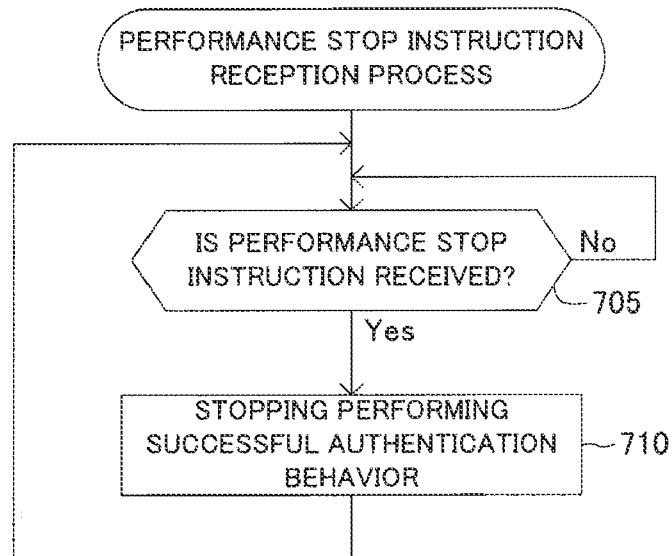 PERFORMANCE STOP INSTRUCTION
RECEPTION PROCESS
IS PERFORMANCE STOP
INSTRUCTION RECEIVED?
No
705
Yes
STOPPING PERFORMING
SUCCESSFUL AUTHENTICATION
BEHAVIOR
710